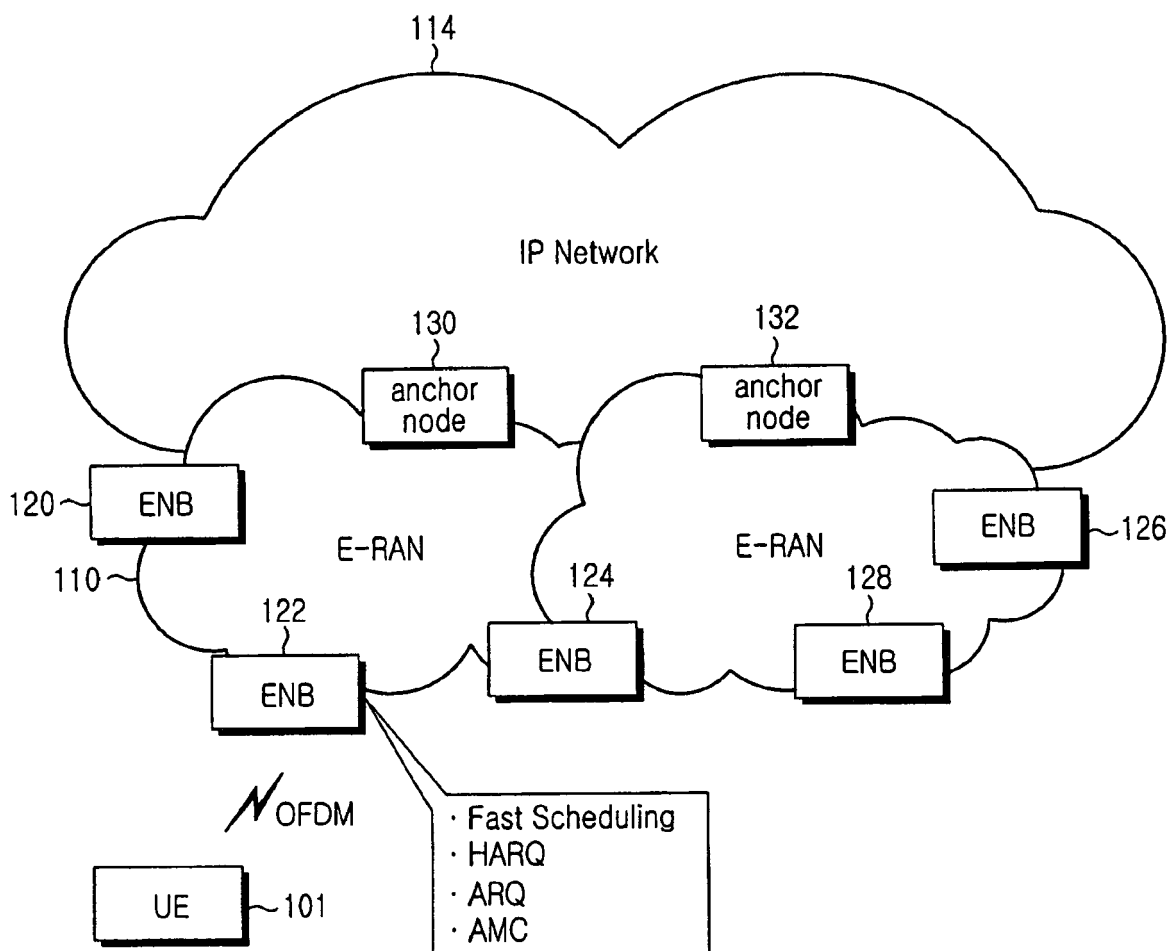 114
IP Network
130
132
anchor
node
anchor
node
120
ENB
ENB
126
E-RAN
E-RAN
110
124
128
122
ENB
ENB
ENB
OFDM
· Fast Scheduling
· HARQ
· ARQ
· AMC
UE
101